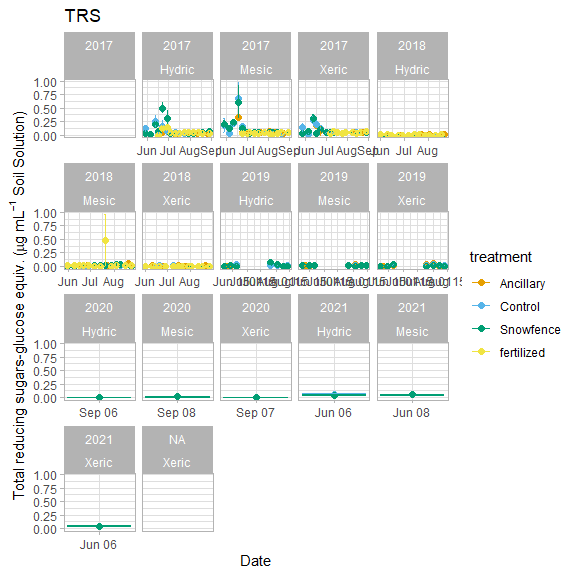 TRS
2017 2017 2017 2017 2018
Hydric Mesic Xeric Hydric
1.00
0.75
0.50
0.25
0.00
Jun Jul Aug Sep Jun Jul Aug Sep Jun Jul Aug Sep Jun Jul Aug
2018 2018 2019 2019 2019
Mesic Xeric Hydric Mesic Xeric
1.00
0.75
0.50
0.25
0.00
Jun Jul Aug Jun Jul Aug
2020 2020 2020 2021 2021
Hydric Mesic Xeric Hydric Mesic
1.00
0.75
0.50
0.25
0.00
Sep 06 Sep 08 Sep 07 Jun 06 Jun 08
2021 NA
Xeric Xeric
1.00
0.75
0.50
0.25
0.00
Jun 06
Date
Total reducing sugars-glucose equiv. (μg mL⁻¹ Soil Solution)
treatment
Ancillary
Control
Snowfence
fertilized